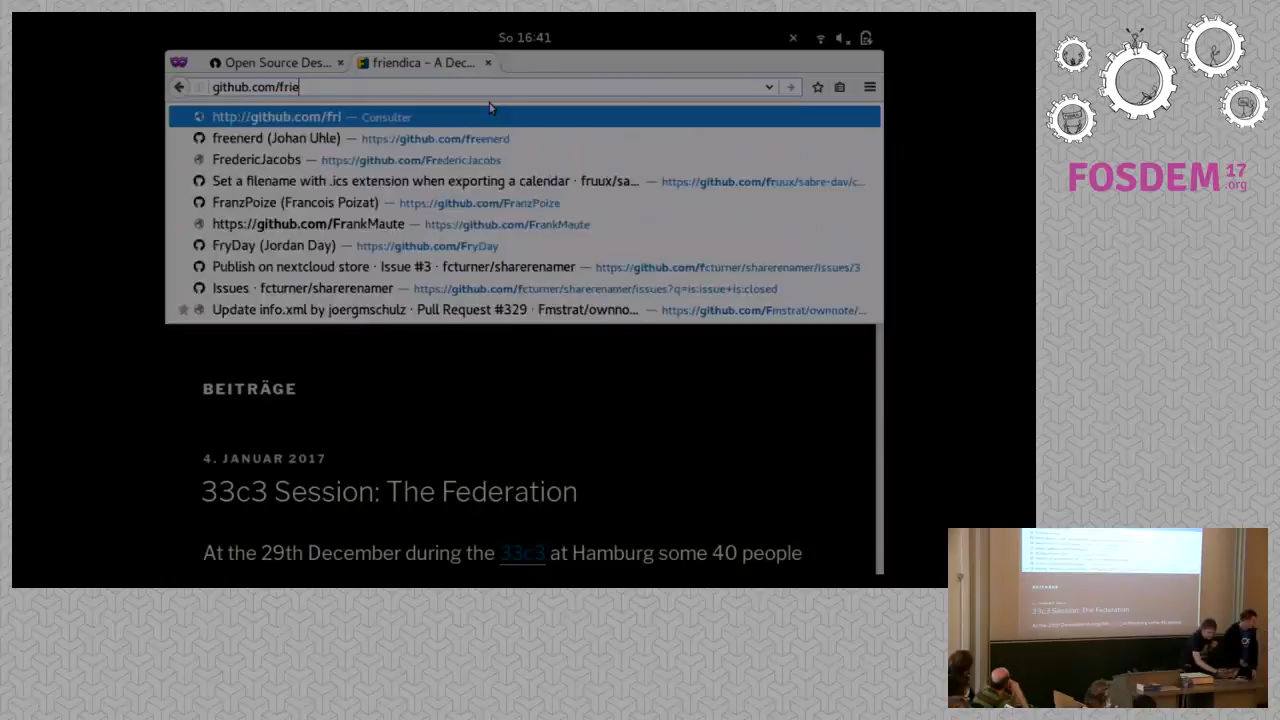 So 16:41
Open Source Des...
friendica – A Dec...
github.com/frie
http://github.com/fri — Consulter
freenerd (Johan Uhle) — https://github.com/freenerd
FredericJacobs — https://github.com/FredericJacobs
Set a filename with .ics extension when exporting a calendar · fruux/sa... — https://github.com/fruux/sabre-dav/c...
FranzPoize (Francois Poizat) — https://github.com/FranzPoize
https://github.com/FrankMaute — https://github.com/FrankMaute
FryDay (Jordan Day) — https://github.com/FryDay
Publish on nextcloud store · Issue #3 · fcturner/sharerenamer — https://github.com/fcturner/sharerenamer/issues/3
Issues · fcturner/sharerenamer — https://github.com/fcturner/sharerenamer/issues?q=is:issue+is:closed
Update info.xml by joergmschulz · Pull Request #329 · Fmstrat/ownno... — https://github.com/Fmstrat/ownnote/...
BEITRÄGE
4. JANUAR 2017
33c3 Session: The Federation
At the 29th December during the 33c3 at Hamburg some 40 people
FOSDEM 17
.org
33c3 Session: The Federation